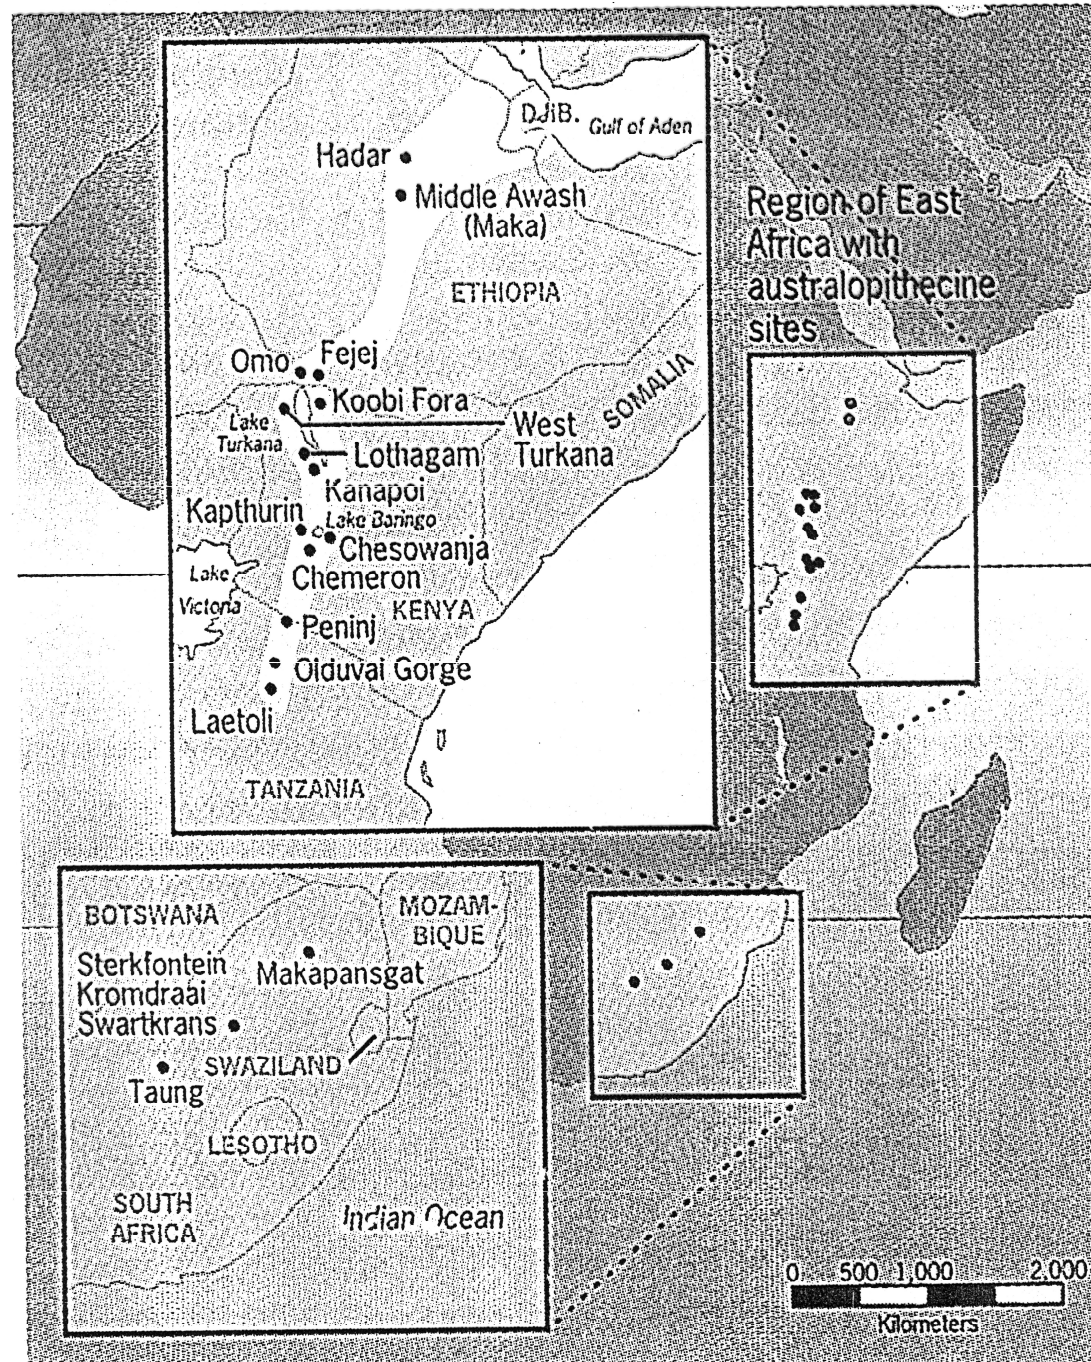 DJIB.
Gulf of Aden
Hadar
Middle Awash
(Maka)
ETHIOPIA
Omo
Fejej
Koobi Fora
Lake
Turkana
West
Turkana
SOMALIA
Lothagam
Kanapoi
Kapthurin
Lake Baringo
Chesowanja
Chemeron
Lake
Victoria
KENYA
Peninj
Olduvai Gorge
Laetoli
TANZANIA
Region of East
Africa with
australopithecine
sites
BOTSWANA
MOZAM-
BIQUE
Sterkfontein
Kromdraai
Swartkrans
Makapansgat
SWAZILAND
Taung
LESOTHO
SOUTH
AFRICA
Indian Ocean
0 500 1,000 2,000
Kilometers